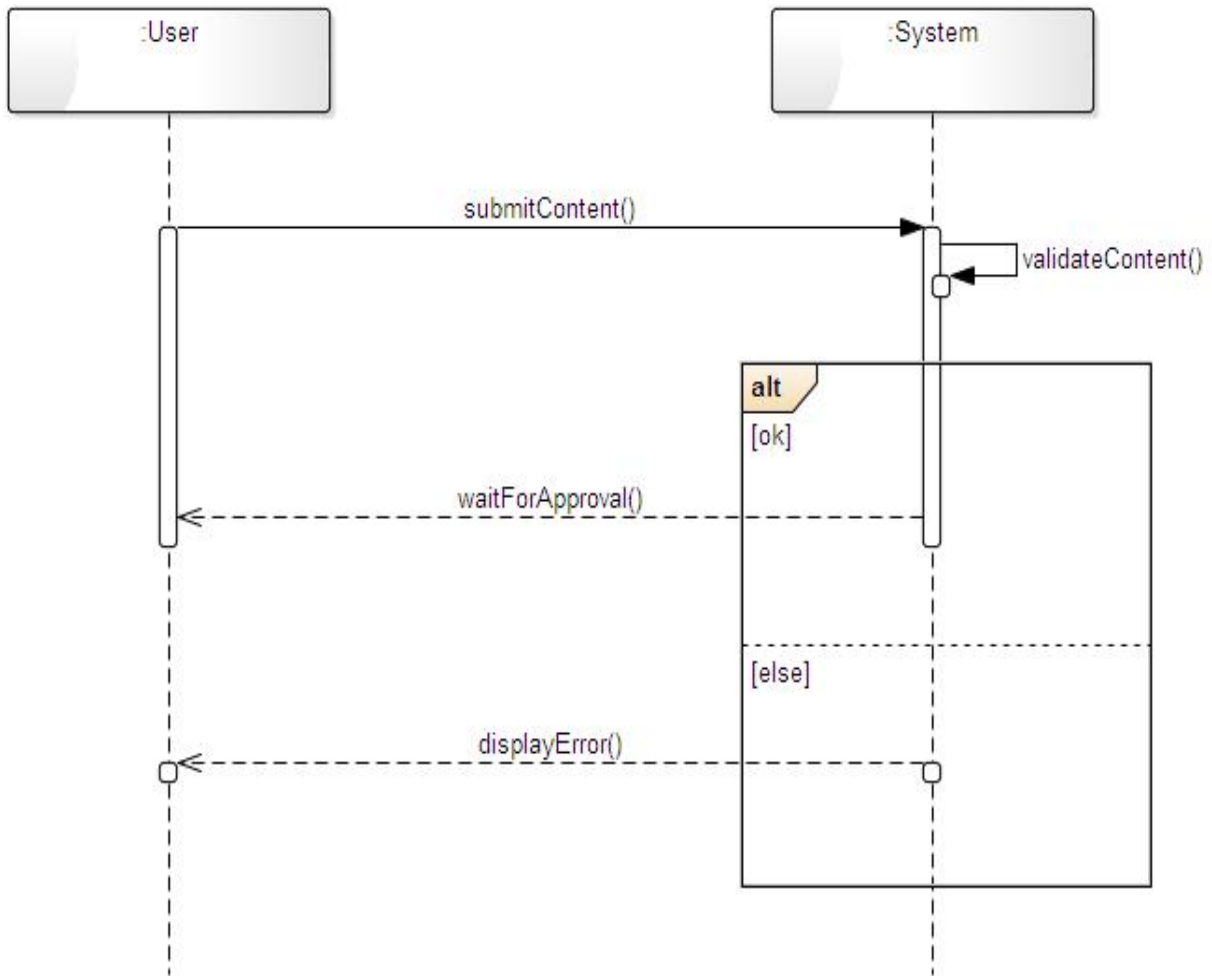 :User
:System
submitContent()
validateContent()
alt
[ok]
waitForApproval()
[else]
displayError()